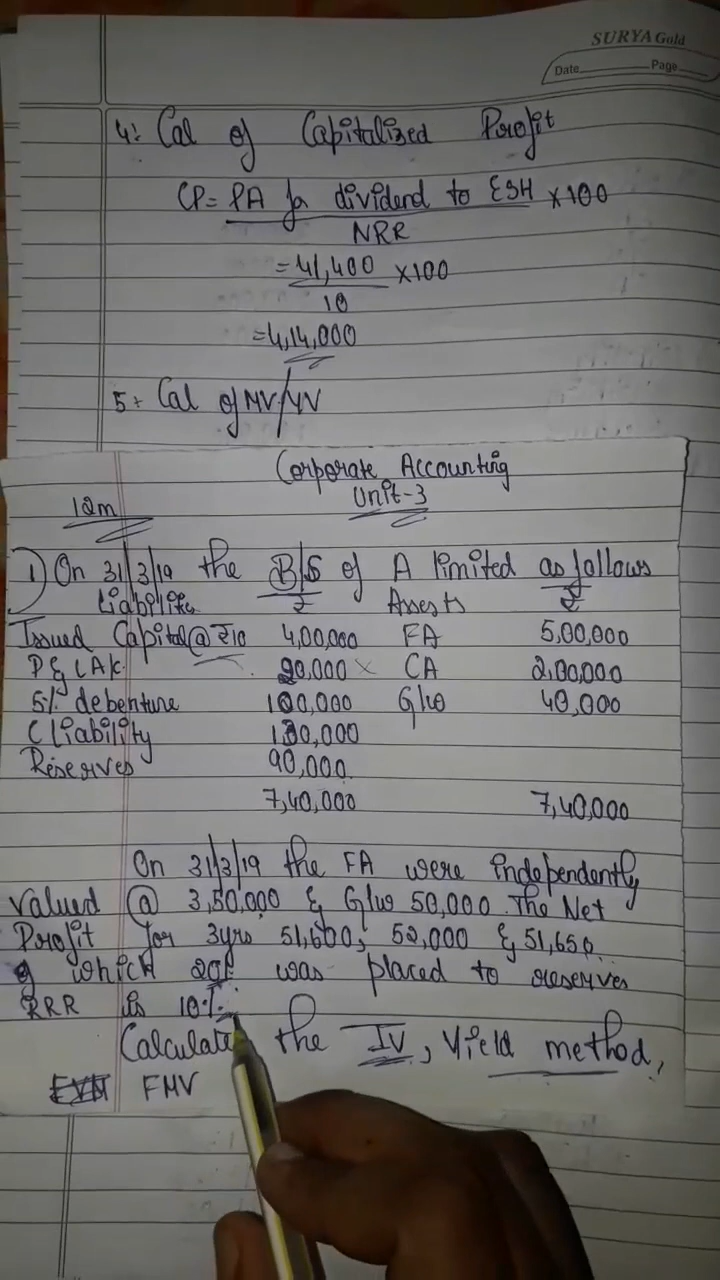 SURYA Gold
Date Page
4: Cal of Capitalized Profit
CP = PA for dividend to ESH × 100
NRR
= 41,400 × 100
10
= 4,14,000
5: Cal of MV/YV
Corporate Accounting
12m Unit-3
1) On 31/3/19 the B/S of A limited as follows
Liabilities ₹ Assests ₹
Issued Capital @ ₹10 4,00,000 FA 5,00,000
P & L A/c 20,000 × CA 2,00,000
5% debenture 100,000 G/w 40,000
C liability 130,000
Reserves 90,000
7,40,000 7,40,000
On 31/3/19 the FA were independently
Valued @ 3,50,000 & G/w 50,000. The Net
Profit for 3yrs 51,600; 52,000 & 51,650
of which 20% was placed to reserves
RRR is 10%.
Calculate the IV, Yield method,
FMV